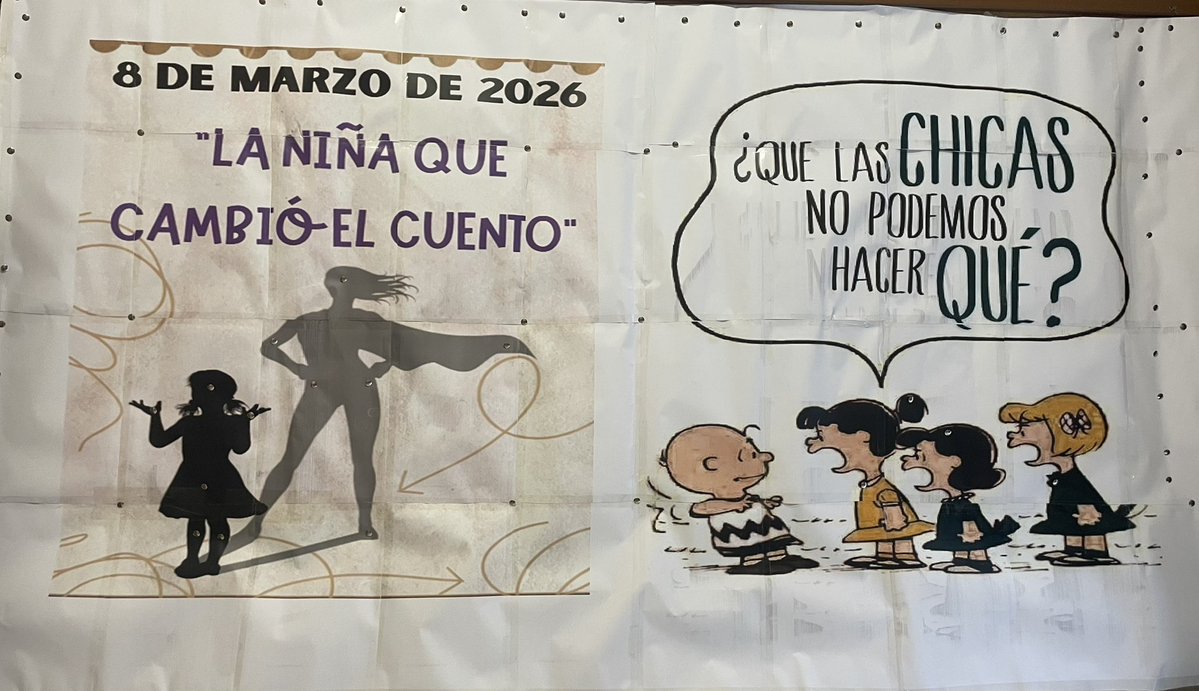 8 DE MARZO DE 2026
"LA NIÑA QUE
CAMBIÓ EL CUENTO"
¿QUE LAS CHICAS
NO PODEMOS
HACER QUÉ?